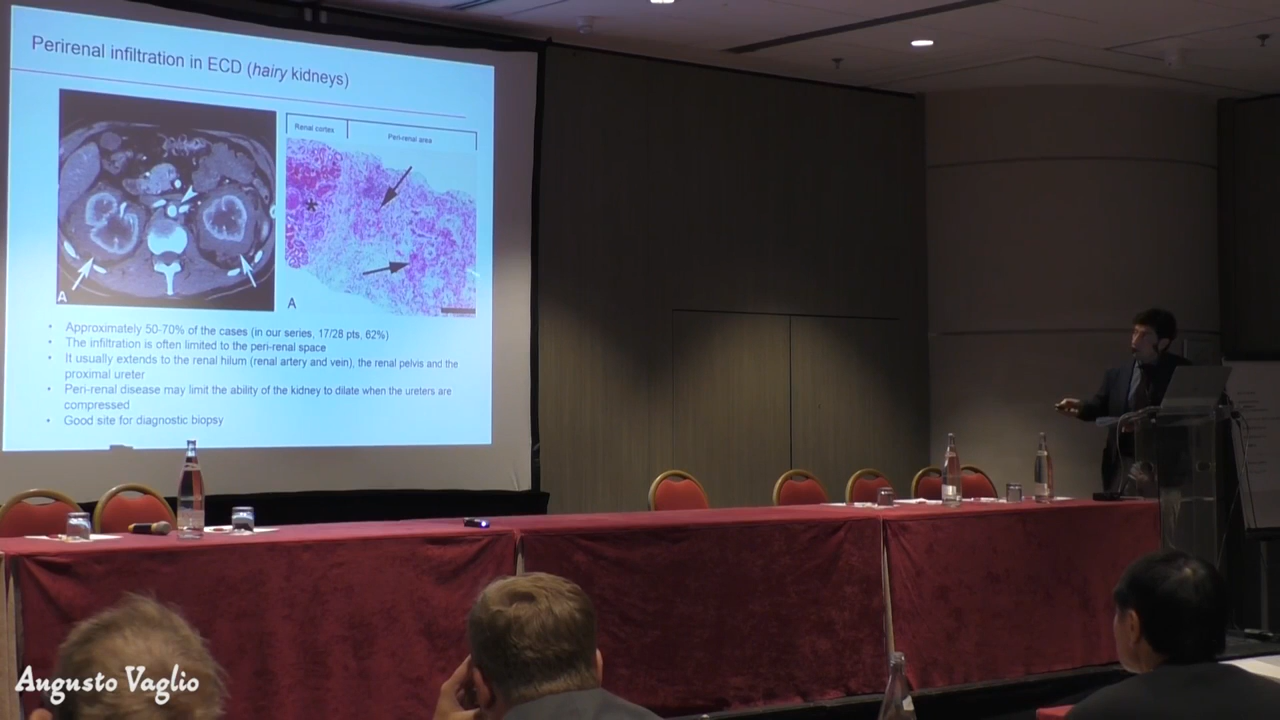 Perirenal infiltration in ECD (hairy kidneys)
Renal cortex
Peri-renal area
*
A
A
• Approximately 50-70% of the cases (in our series, 17/28 pts, 62%)
• The infiltration is often limited to the peri-renal space
• It usually extends to the renal hilum (renal artery and vein), the renal pelvis and the
proximal ureter
• Peri-renal disease may limit the ability of the kidney to dilate when the ureters are
compressed
• Good site for diagnostic biopsy
Augusto Vaglio